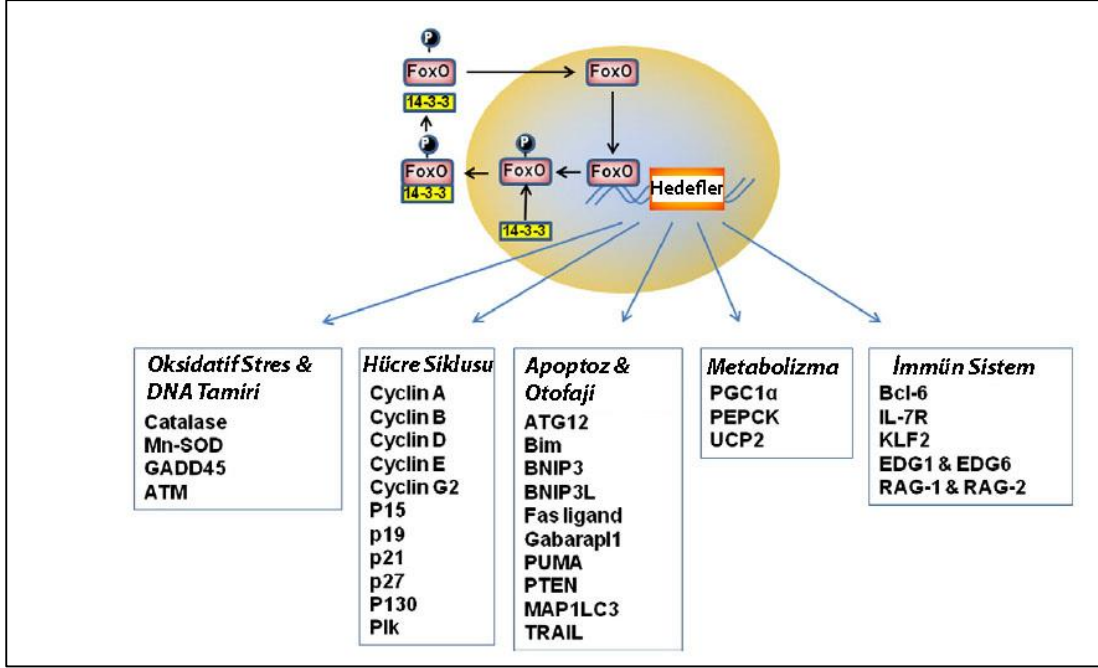 P
FoxO
FoxO
14-3-3
P
P
FoxO
FoxO
FoxO
Hedefler
14-3-3
14-3-3
Oksidatif Stres &
DNA Tamiri
Catalase
Mn-SOD
GADD45
ATM
Hücre Siklusu
Cyclin A
Cyclin B
Cyclin D
Cyclin E
Cyclin G2
P15
p19
p21
p27
P130
Plk
Apoptoz &
Otofaji
ATG12
Bim
BNIP3
BNIP3L
Fas ligand
Gabarapl1
PUMA
PTEN
MAP1LC3
TRAIL
Metabolizma
PGC1α
PEPCK
UCP2
İmmün Sistem
Bcl-6
IL-7R
KLF2
EDG1 & EDG6
RAG-1 & RAG-2